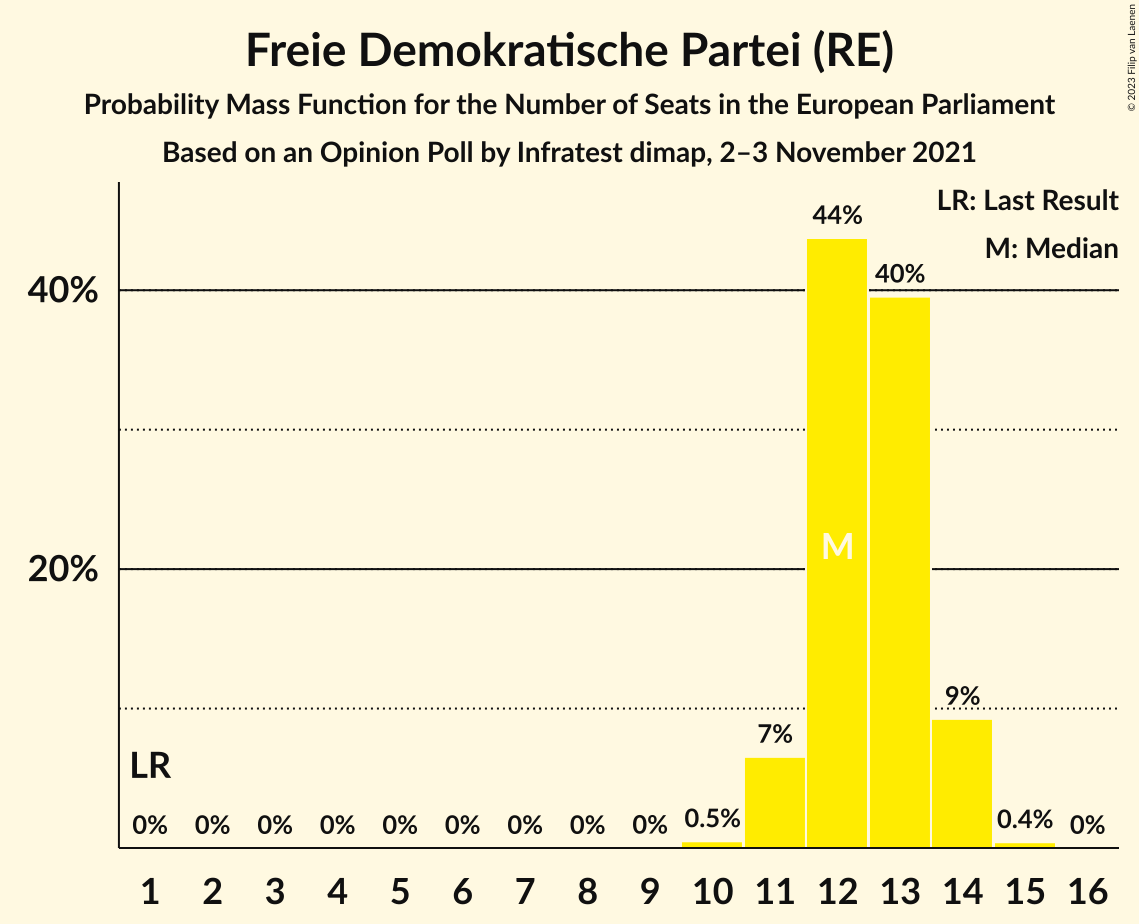 Freie Demokratische Partei (RE)
Probability Mass Function for the Number of Seats in the European Parliament
Based on an Opinion Poll by Infratest dimap, 2–3 November 2021
© 2023 Filip van Laenen
LR: Last Result
M: Median
44%
40%
40%
M
20%
9%
7%
LR
0% 0% 0% 0% 0% 0% 0% 0% 0% 0.5% 0.4% 0%
1 2 3 4 5 6 7 8 9 10 11 12 13 14 15 16